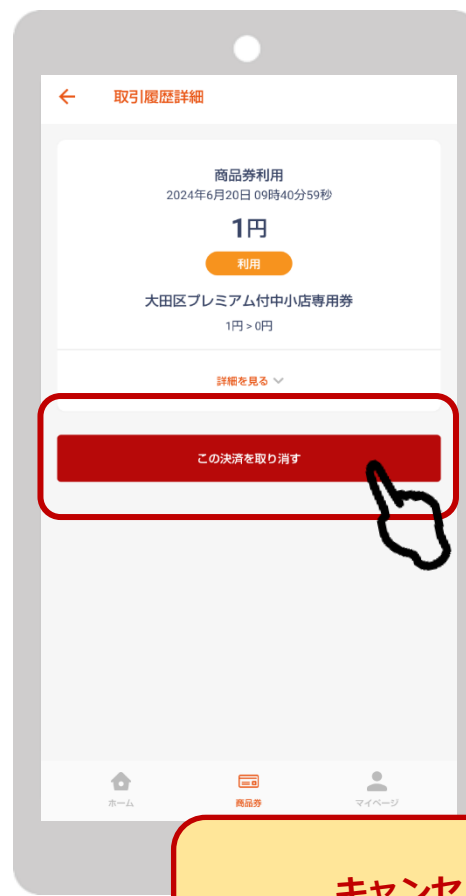 取引履歴詳細
商品券利用
2024年6月20日 09時40分59秒
1円
利用
大田区プレミアム付中小店専用券
1円 > 0円
詳細を見る
この決済を取り消す
ホーム
商品券
マイページ
キャンセ